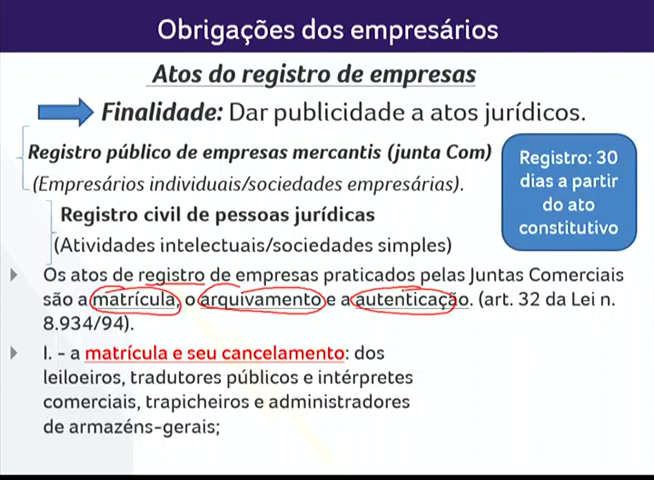 Obrigações dos empresários
Atos do registro de empresas
Finalidade: Dar publicidade a atos jurídicos.
Registro público de empresas mercantis (junta Com)
(Empresários individuais/sociedades empresárias).
Registro: 30
dias a partir
do ato
constitutivo
Registro civil de pessoas jurídicas
(Atividades intelectuais/sociedades simples)
Os atos de registro de empresas praticados pelas Juntas Comerciais
são a matrícula, o arquivamento e a autenticação. (art. 32 da Lei n.
8.934/94).
I. - a matrícula e seu cancelamento: dos
leiloeiros, tradutores públicos e intérpretes
comerciais, trapicheiros e administradores
de armazéns-gerais;